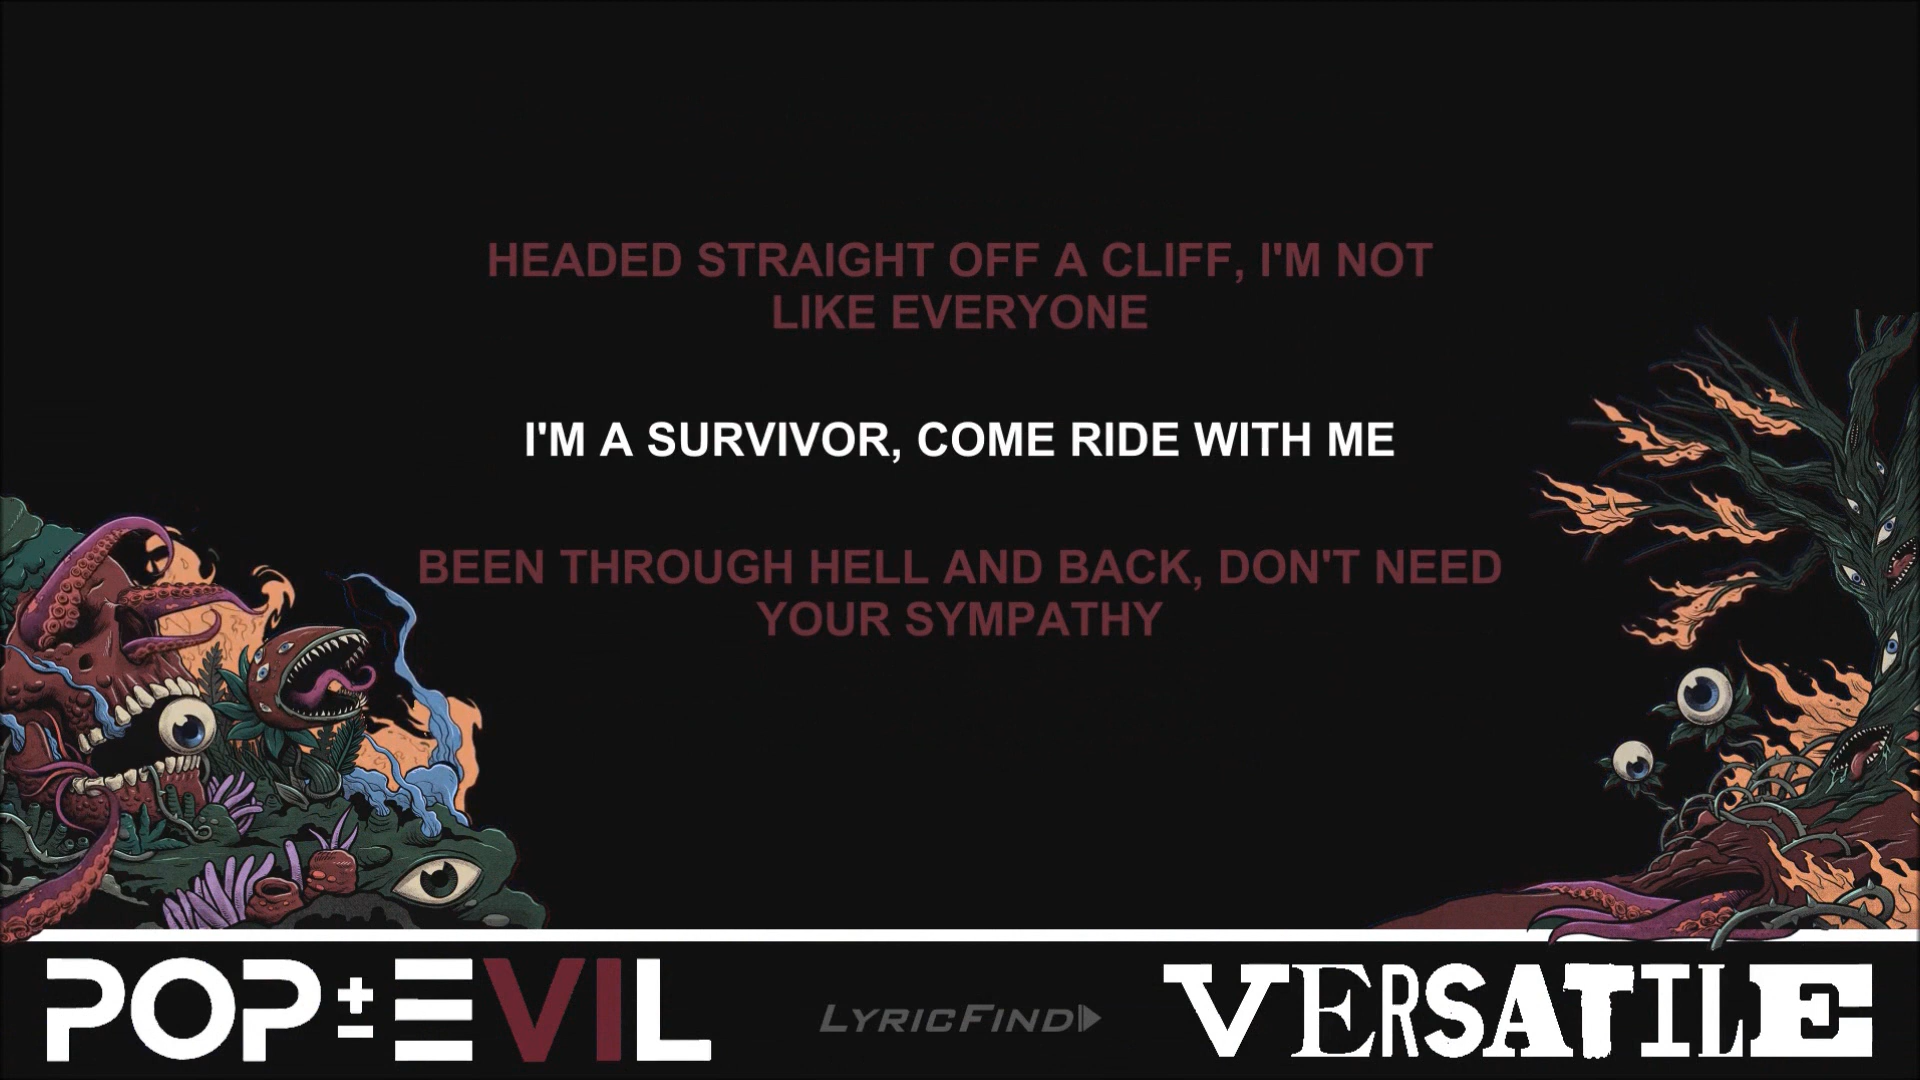 HEADED STRAIGHT OFF A CLIFF, I'M NOT
LIKE EVERYONE
I'M A SURVIVOR, COME RIDE WITH ME
BEEN THROUGH HELL AND BACK, DON'T NEED
YOUR SYMPATHY
POP EVIL
LYRICFIND
VERSATILE